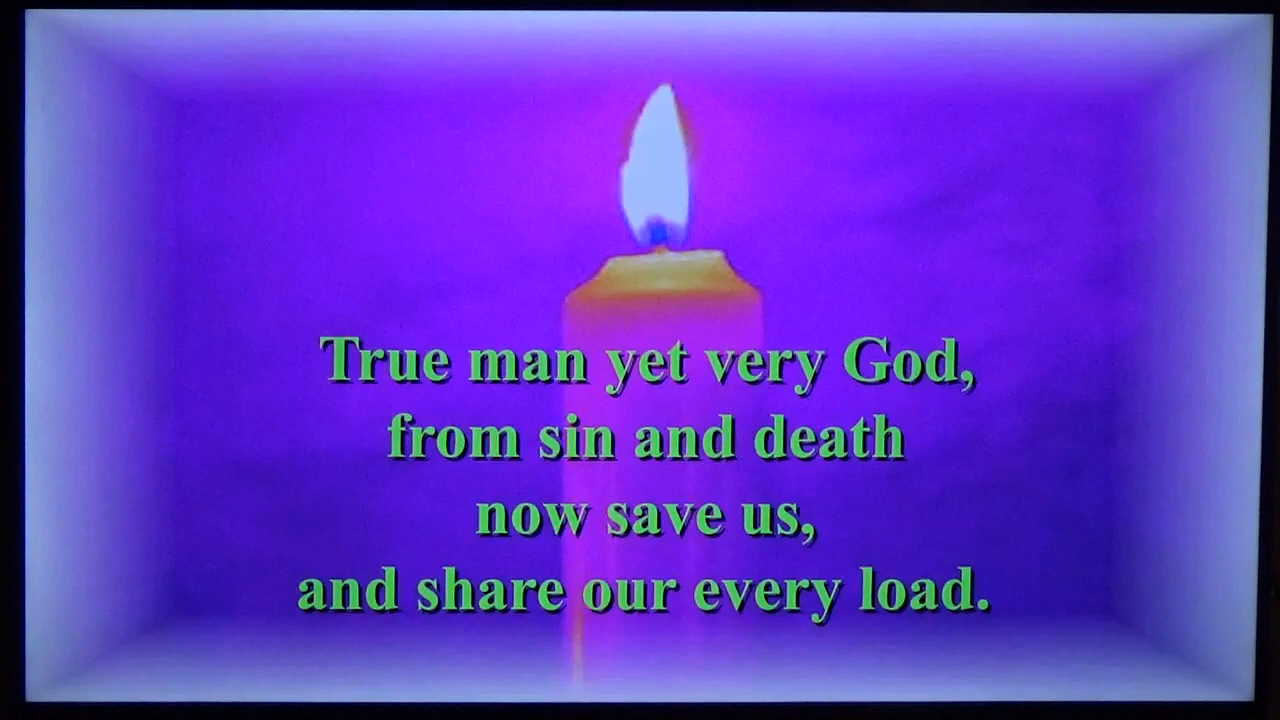 True man yet very God,
from sin and death
now save us,
and share our every load.